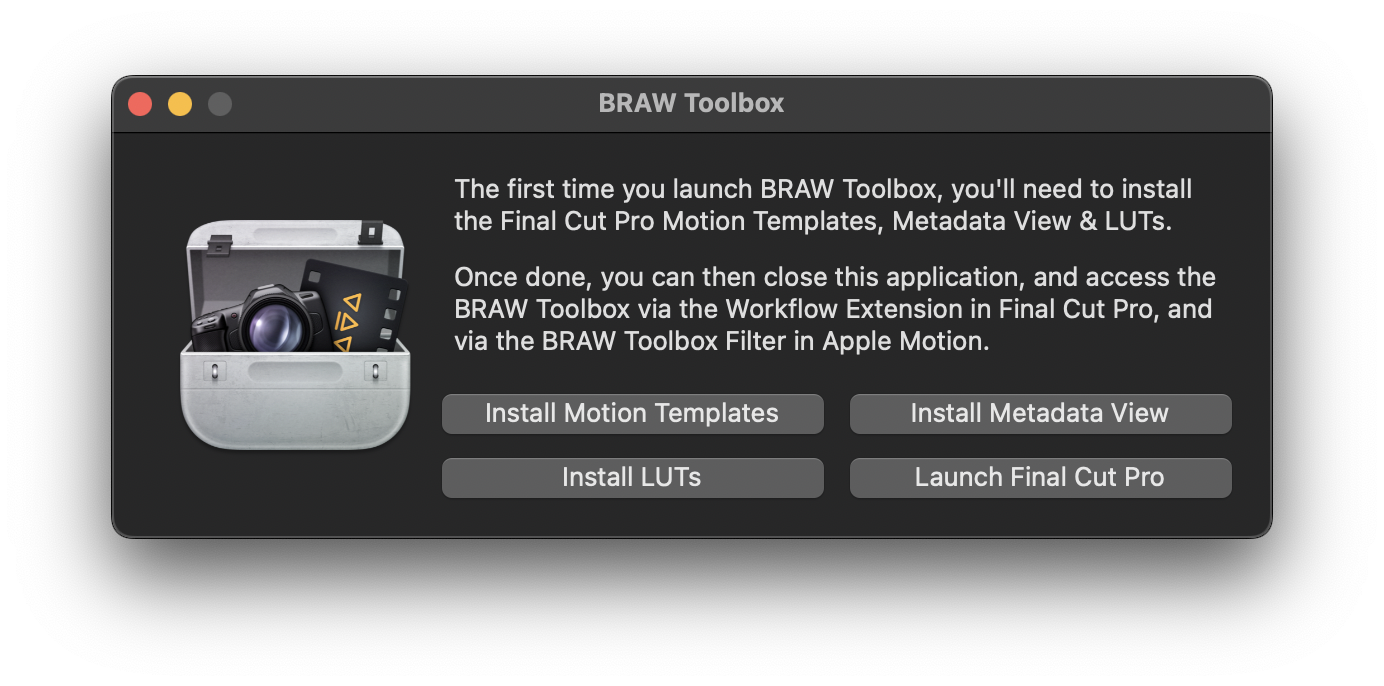 BRAW Toolbox
The first time you launch BRAW Toolbox, you'll need to install
the Final Cut Pro Motion Templates, Metadata View & LUTs.
Once done, you can then close this application, and access the
BRAW Toolbox via the Workflow Extension in Final Cut Pro, and
via the BRAW Toolbox Filter in Apple Motion.
Install Motion Templates
Install Metadata View
Install LUTs
Launch Final Cut Pro